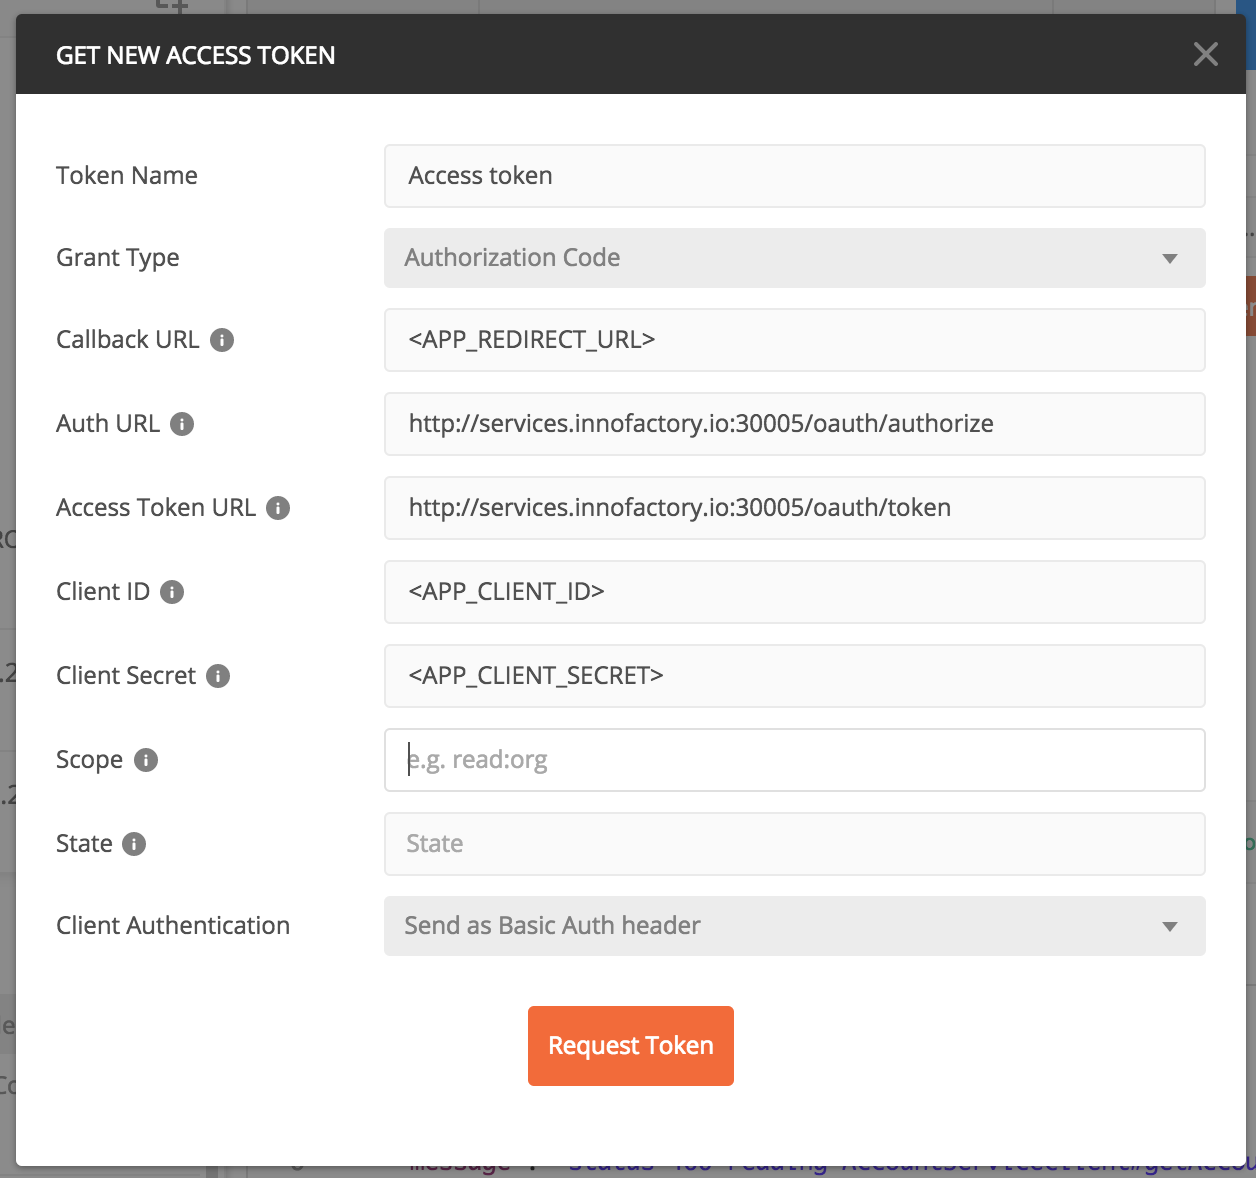 GET NEW ACCESS TOKEN
Token Name
Access token
Grant Type
Authorization Code
Callback URL
<APP_REDIRECT_URL>
Auth URL
http://services.innofactory.io:30005/oauth/authorize
Access Token URL
http://services.innofactory.io:30005/oauth/token
Client ID
<APP_CLIENT_ID>
Client Secret
<APP_CLIENT_SECRET>
Scope
e.g. read:org
State
State
Client Authentication
Send as Basic Auth header
Request Token